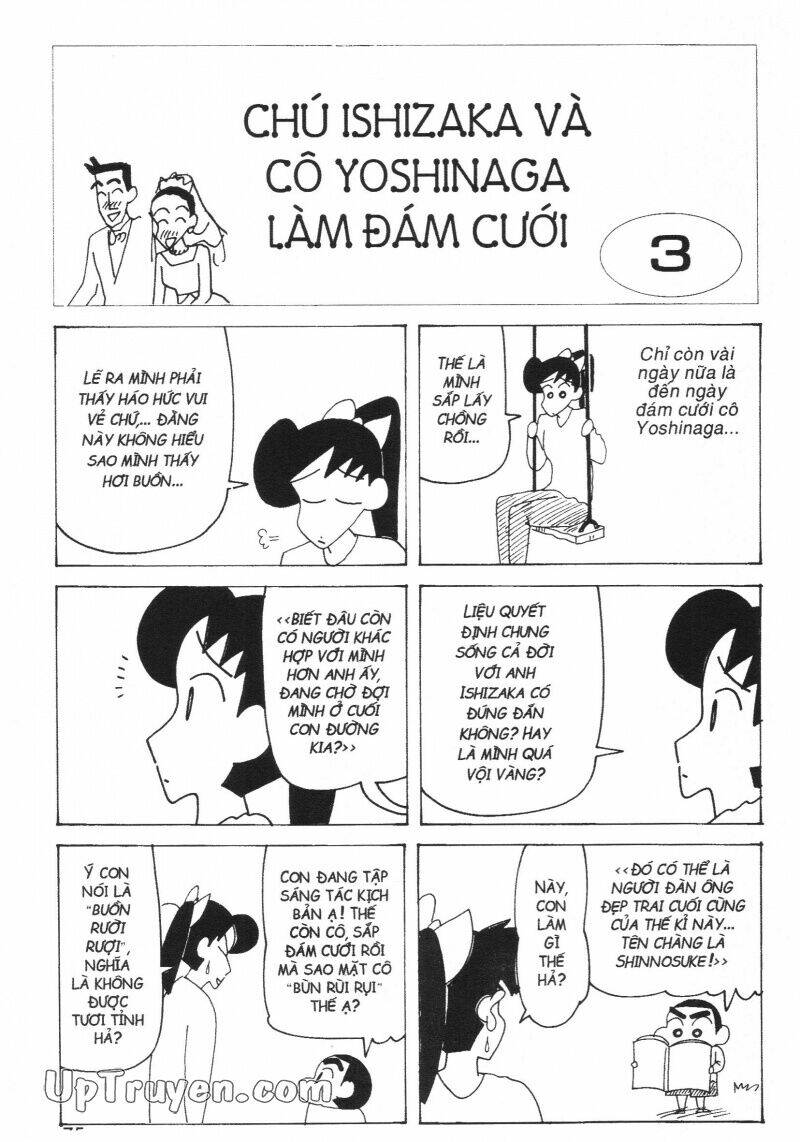 CHÚ ISHIZAKA VÀ
CÔ YOSHINAGA
LÀM ĐÁM CƯỚI
3
Chỉ còn vài
ngày nữa là
đến ngày
đám cưới cô
Yoshinaga...
THẾ LÀ
MÌNH
SẮP LẤY
CHỒNG
RỒI...
LẼ RA MÌNH PHẢI
THẤY HÁO HỨC VUI
VẺ CHỨ,... ĐẰNG
NÀY KHÔNG HIỂU
SAO MÌNH THẤY
HƠI BUỒN...
LIỆU QUYẾT
ĐỊNH CHUNG
SỐNG CẢ ĐỜI
VỚI ANH
ISHIZAKA CÓ
ĐÚNG ĐẮN
KHÔNG? HAY
LÀ MÌNH QUÁ
VỘI VÀNG?
<<BIẾT ĐÂU CÒN
CÓ NGƯỜI KHÁC
HỢP VỚI MÌNH
HƠN ANH ẤY,
ĐANG CHỜ ĐỢI
MÌNH Ở CUỐI
CON ĐƯỜNG
KIA?>>
<<ĐÓ CÓ THỂ LÀ
NGƯỜI ĐÀN ÔNG
ĐẸP TRAI CUỐI CÙNG
CỦA THẾ KỈ NÀY...
TÊN CHÀNG LÀ
SHINNOSUKE!>>
NÀY,
CON
LÀM
GÌ
THẾ
HẢ?
CON ĐANG TẬP
SÁNG TÁC KỊCH
BẢN Ạ! THẾ
CÒN CÔ, SẮP
ĐÁM CƯỚI RỒI
MÀ SAO MẶT CÔ
"BÙN RÙI RỤI"
THẾ Ạ?
Ý CON
NÓI LÀ
"BUỒN
RƯỜI
RƯỢI",
NGHĨA
LÀ KHÔNG
ĐƯỢC
TƯƠI TỈNH
HẢ?
UpTruyen.com